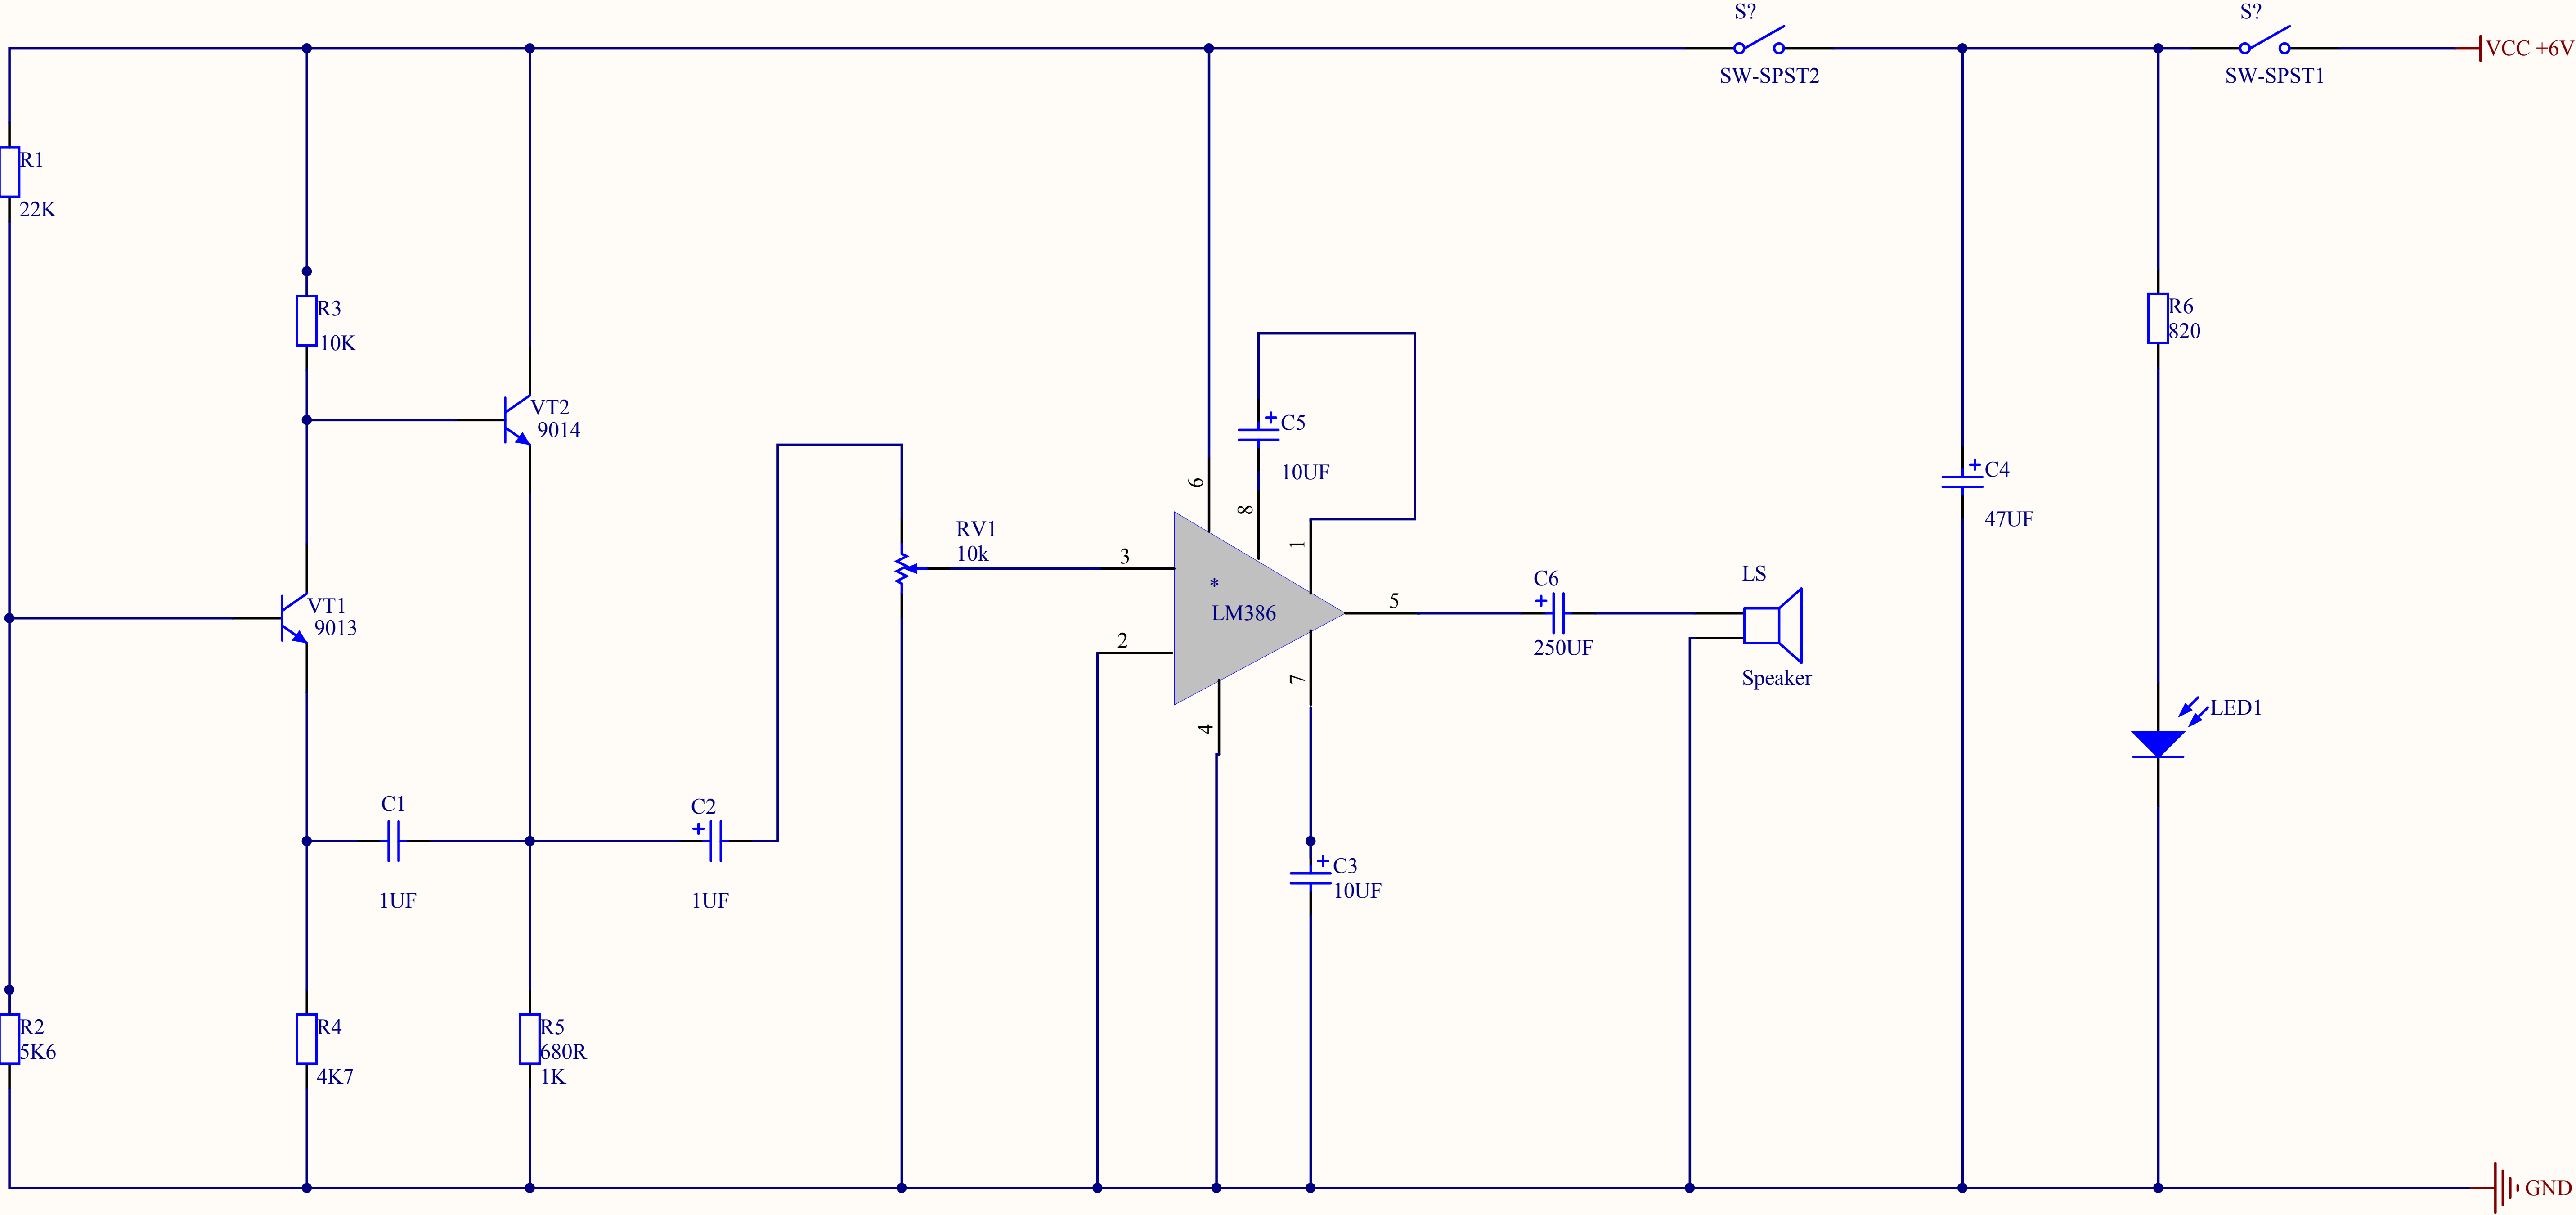 S?
SW-SPST2
S?
SW-SPST1
VCC +6V
R1
22K
R3
10K
VT2
9014
VT1
9013
C1
1UF
C2
1UF
R2
5K6
R4
4K7
R5
680R
1K
RV1
10k
3
2
6
8
1
5
7
4
*
LM386
C5
10UF
C3
10UF
C6
250UF
LS
Speaker
C4
47UF
R6
820
LED1
GND